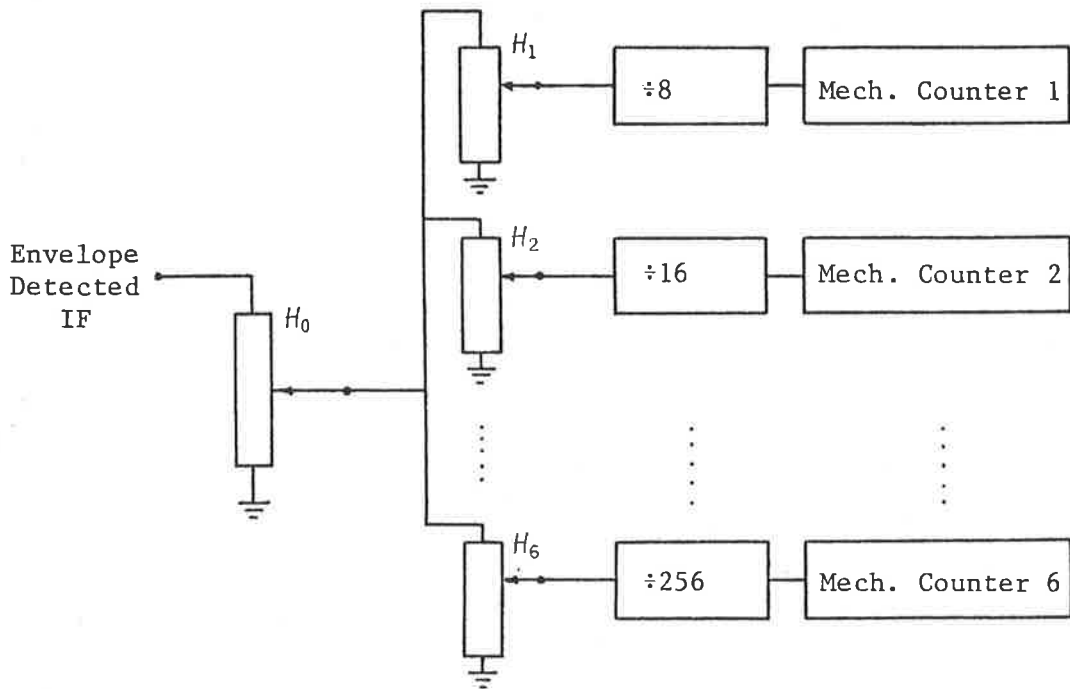 H₁
÷8
Mech. Counter 1
H₂
÷16
Mech. Counter 2
Envelope
Detected
IF
H₀
H₆
÷256
Mech. Counter 6